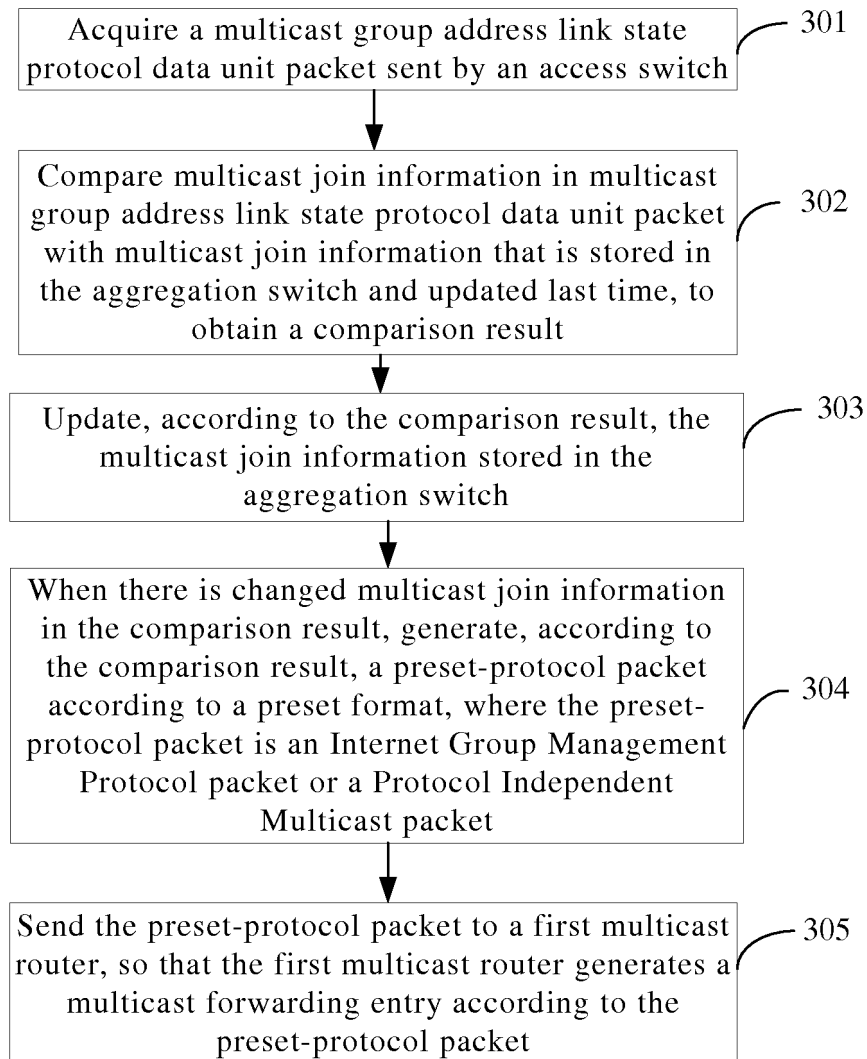 Acquire a multicast group address link state
protocol data unit packet sent by an access switch
301
Compare multicast join information in multicast
group address link state protocol data unit packet
with multicast join information that is stored in
the aggregation switch and updated last time, to
obtain a comparison result
302
Update, according to the comparison result, the
multicast join information stored in the
aggregation switch
303
When there is changed multicast join information
in the comparison result, generate, according to
the comparison result, a preset-protocol packet
according to a preset format, where the preset-
protocol packet is an Internet Group Management
Protocol packet or a Protocol Independent
Multicast packet
304
Send the preset-protocol packet to a first multicast
router, so that the first multicast router generates a
multicast forwarding entry according to the
preset-protocol packet
305